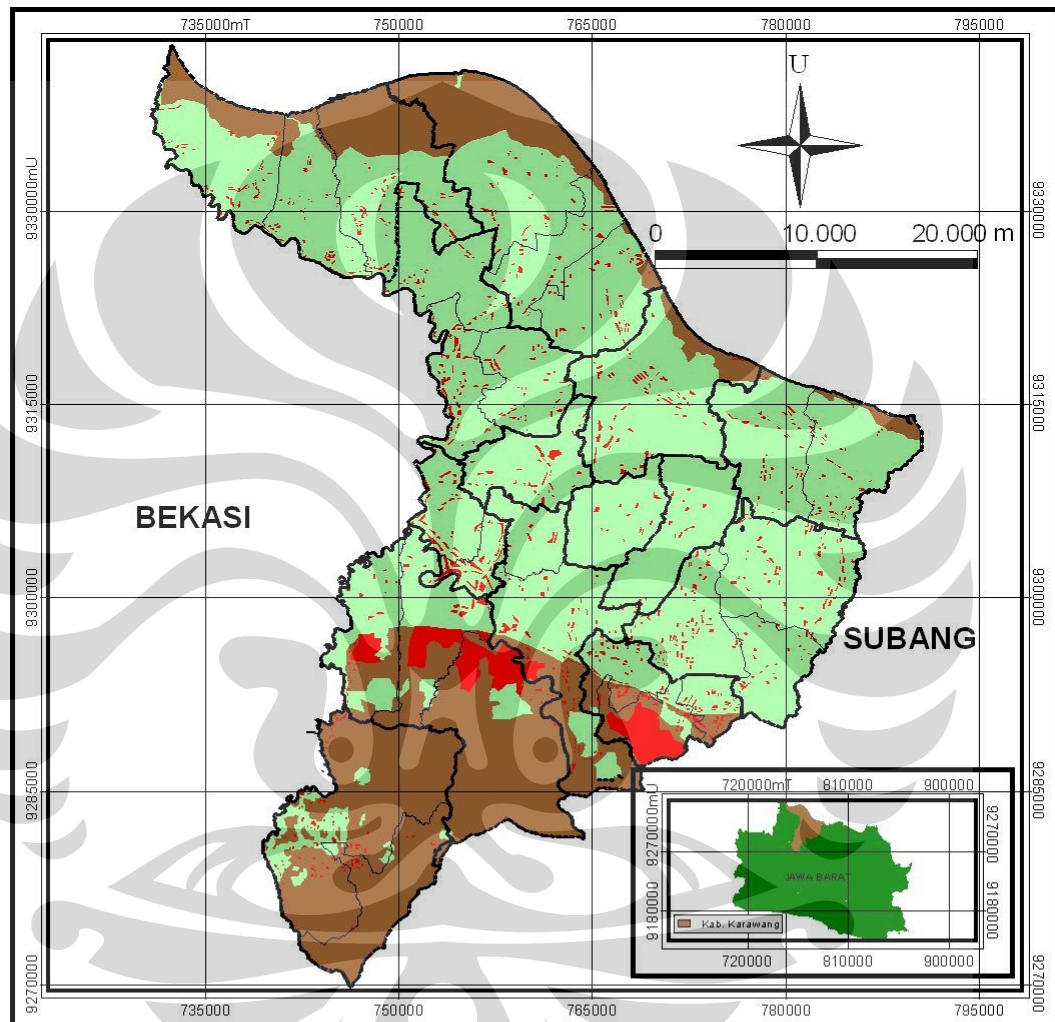 735000mT 750000 765000 780000 795000
U
9330000mU
9330000
0 10.000 20.000 m
9315000
9315000
BEKASI
9300000
9300000
SUBANG
9285000
9285000
720000mT 810000 900000
9270000mU
9270000
JAWA BARAT
9180000
9180000
Kab. Karawang
720000 810000 900000
9270000
9270000
735000 750000 765000 780000 795000